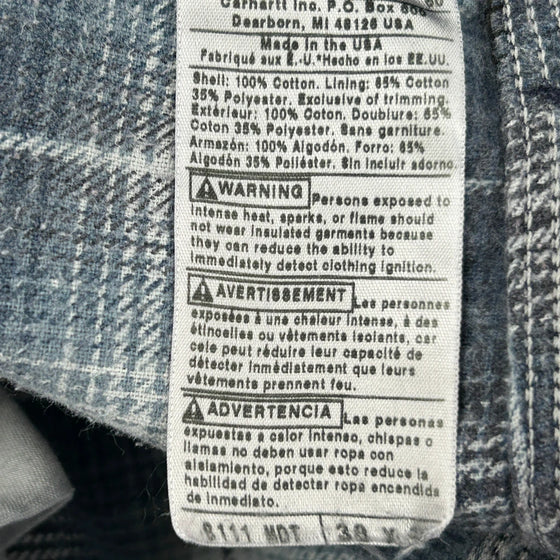 Carhartt Inc. P.O. Box 600
Dearborn, MI 48126 USA
Made in the USA
Fabriqué aux É.-U.*Hecho en los EE.UU.
Shell: 100% Cotton. Lining: 65% Cotton
35% Polyester. Exclusive of trimming.
Extérieur: 100% Coton. Doublure: 65%
Coton 35% Polyester. Sans garniture.
Armazón: 100% Algodón. Forro: 65%
Algodón 35% Poliéster. Sin incluir adorno.
WARNING Persons exposed to
intense heat, sparks, or flame should
not wear insulated garments because
they can reduce the ability to
immediately detect clothing ignition.
AVERTISSEMENT Les personnes
exposées à une chaleur intense, à des
étincelles ou vêtements isolants, car
cele peut réduire leur capacité de
détecter immédiatement que leurs
vêtements prennent feu.
ADVERTENCIA Las personas
expuestas a calor intenso, chispas o
llamas no deben usar ropa con
aislamiento, porque esto reduce la
habilidad de detectar ropa encendida
de inmediato.
S111 MDT 39 X